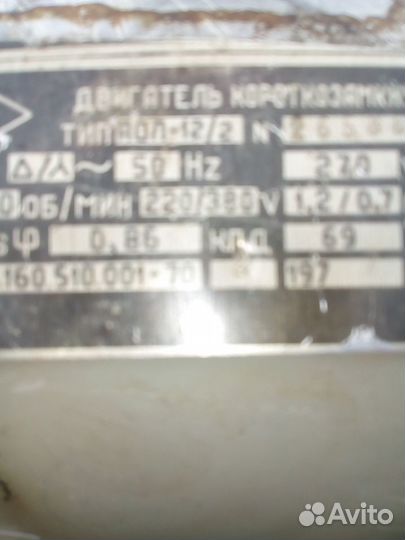 ДВИГАТЕЛЬ КОРОТКОЗАМКН
ТИП АОЛ-12/2 N
Δ/⅄ ~ 50 Hz 270
0 ОБ/МИН 220/380 V 1,2/0,7
s φ 0,86 кпд 69
160.510.001-70 197
Avito